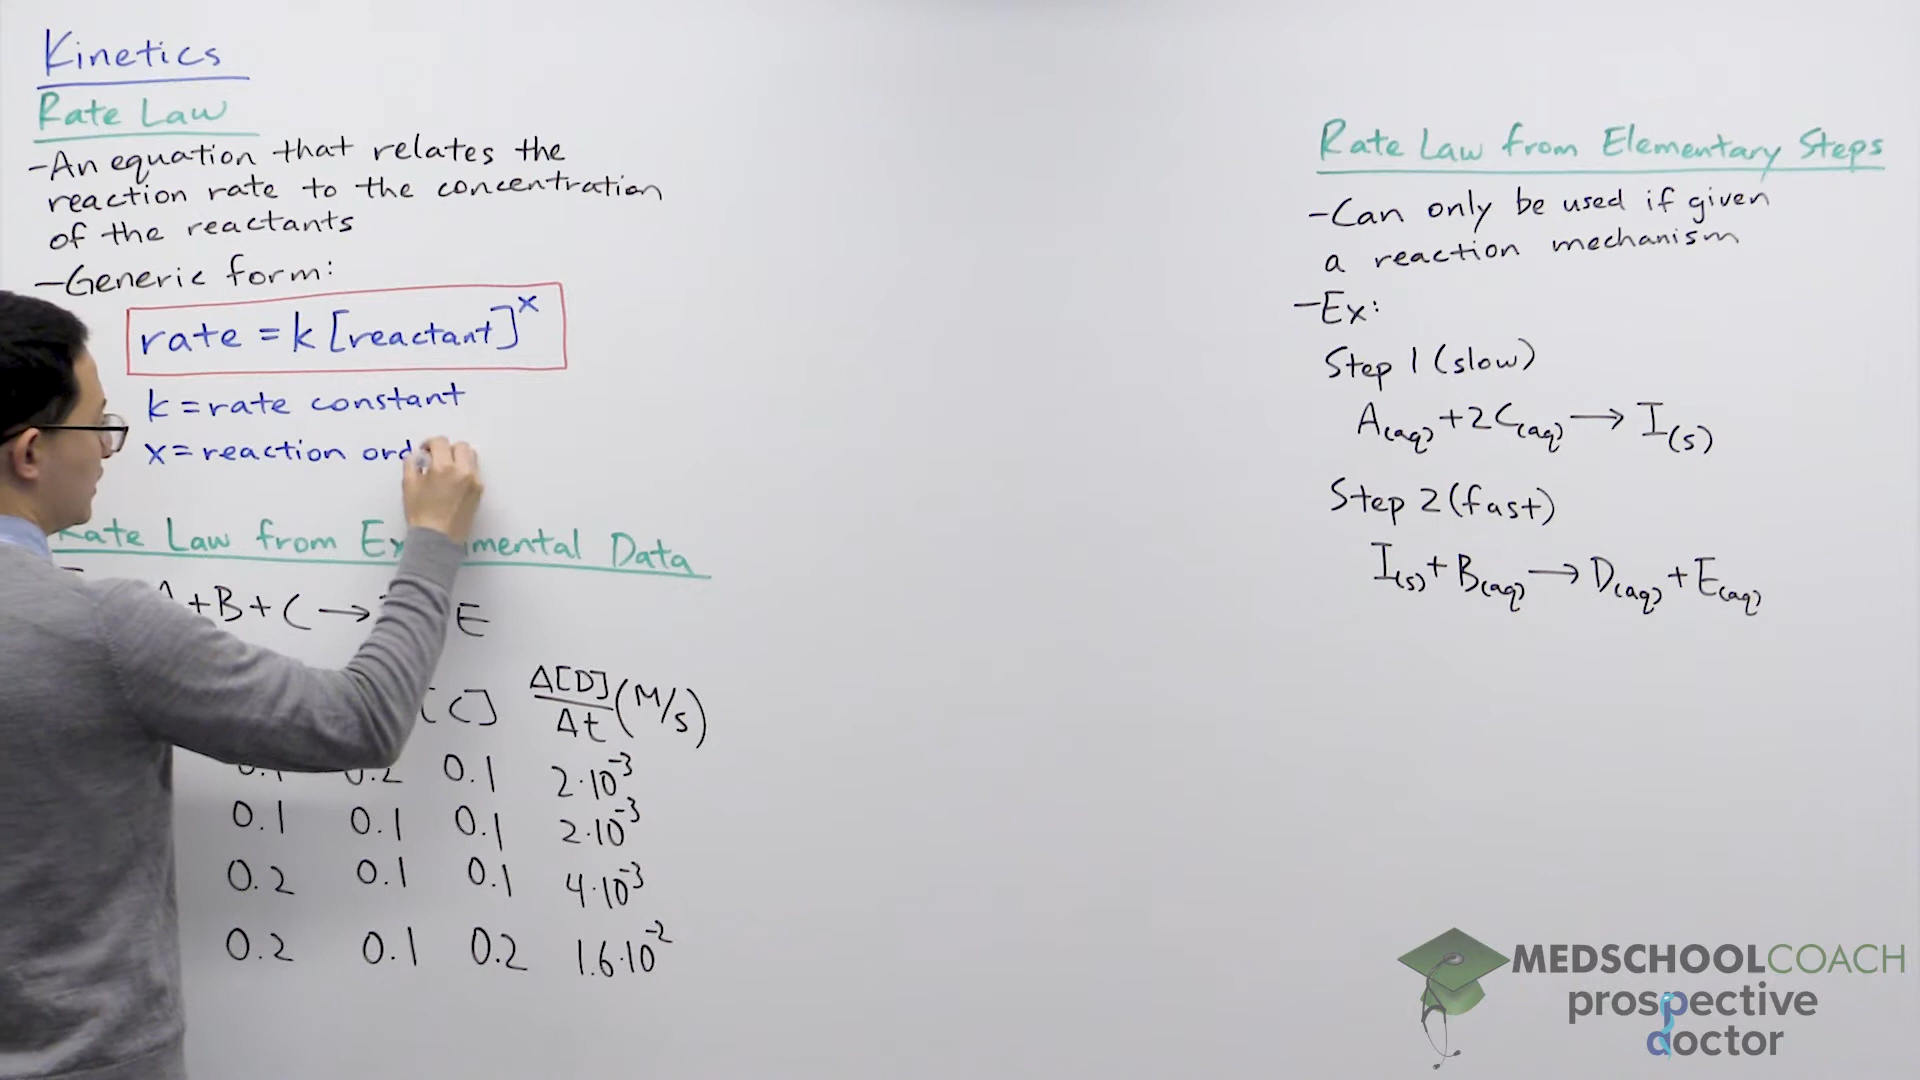 Kinetics
Rate Law
-An equation that relates the
reaction rate to the concentration
of the reactants
-Generic form:
rate = k [reactant]^x
k = rate constant
x = reaction ord
Rate Law from Ex mental Data
A+B+C → E
[C] Δ[D]/Δt (M/s)
0.1 0.2 0.1 2·10^-3
0.1 0.1 0.1 2·10^-3
0.2 0.1 0.1 4·10^-3
0.2 0.1 0.2 1.6·10^-2
Rate Law from Elementary Steps
-Can only be used if given
a reaction mechanism
-Ex:
Step 1 (slow)
A(aq) + 2C(aq) → I(s)
Step 2 (fast)
I(s) + B(aq) → D(aq) + E(aq)
MEDSCHOOLCOACH
prospective
doctor